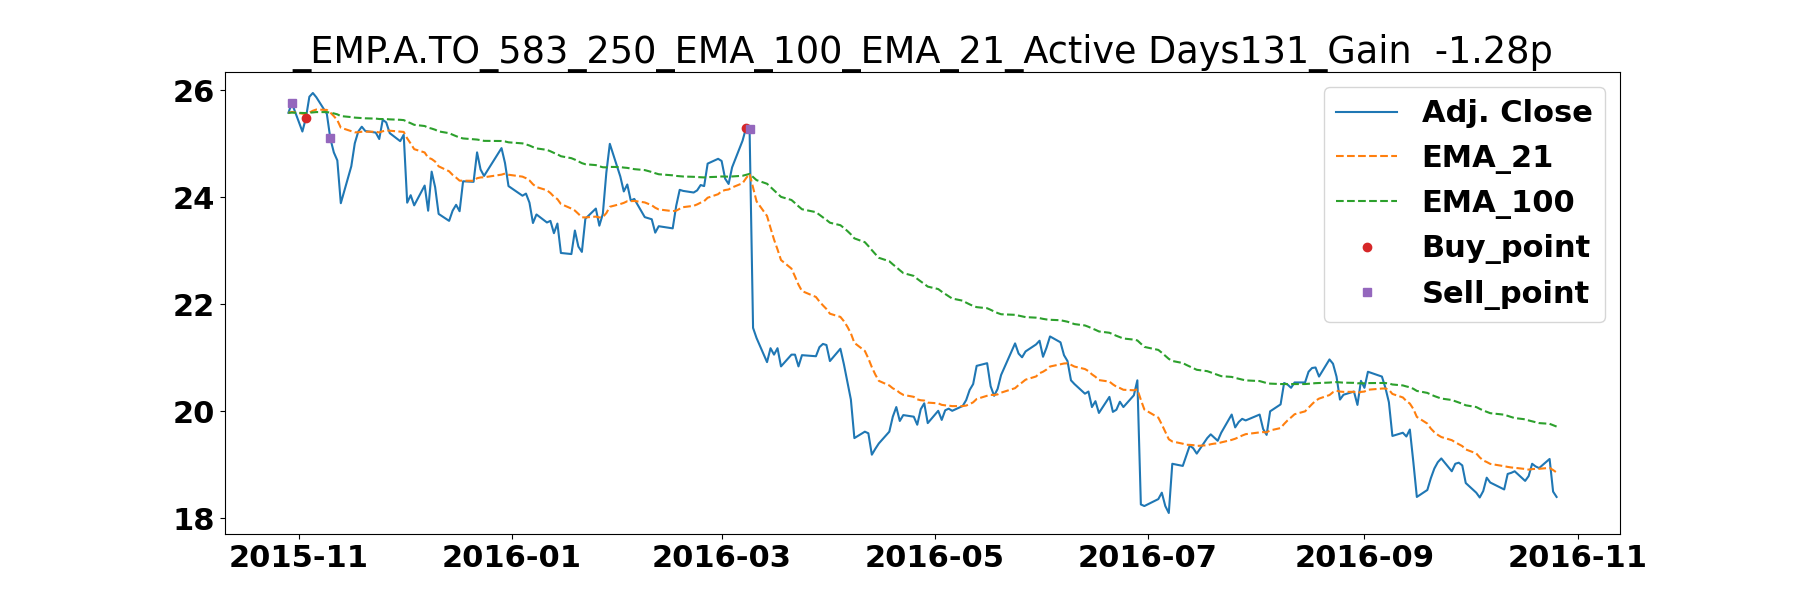 _EMP.A.TO_583_250_EMA_100_EMA_21_Active Days131_Gain  -1.28p
26
24
22
20
18
2015-11
2016-01
2016-03
2016-05
2016-07
2016-09
2016-11
Adj. Close
EMA_21
EMA_100
Buy_point
Sell_point